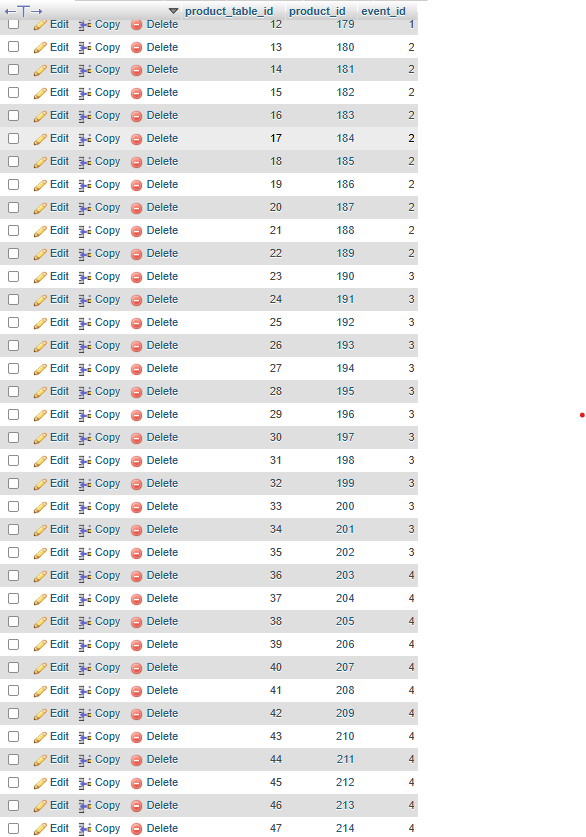 product_table_id product_id event_id
Edit Copy Delete 12 179 1
Edit Copy Delete 13 180 2
Edit Copy Delete 14 181 2
Edit Copy Delete 15 182 2
Edit Copy Delete 16 183 2
Edit Copy Delete 17 184 2
Edit Copy Delete 18 185 2
Edit Copy Delete 19 186 2
Edit Copy Delete 20 187 2
Edit Copy Delete 21 188 2
Edit Copy Delete 22 189 2
Edit Copy Delete 23 190 3
Edit Copy Delete 24 191 3
Edit Copy Delete 25 192 3
Edit Copy Delete 26 193 3
Edit Copy Delete 27 194 3
Edit Copy Delete 28 195 3
Edit Copy Delete 29 196 3
Edit Copy Delete 30 197 3
Edit Copy Delete 31 198 3
Edit Copy Delete 32 199 3
Edit Copy Delete 33 200 3
Edit Copy Delete 34 201 3
Edit Copy Delete 35 202 3
Edit Copy Delete 36 203 4
Edit Copy Delete 37 204 4
Edit Copy Delete 38 205 4
Edit Copy Delete 39 206 4
Edit Copy Delete 40 207 4
Edit Copy Delete 41 208 4
Edit Copy Delete 42 209 4
Edit Copy Delete 43 210 4
Edit Copy Delete 44 211 4
Edit Copy Delete 45 212 4
Edit Copy Delete 46 213 4
Edit Copy Delete 47 214 4